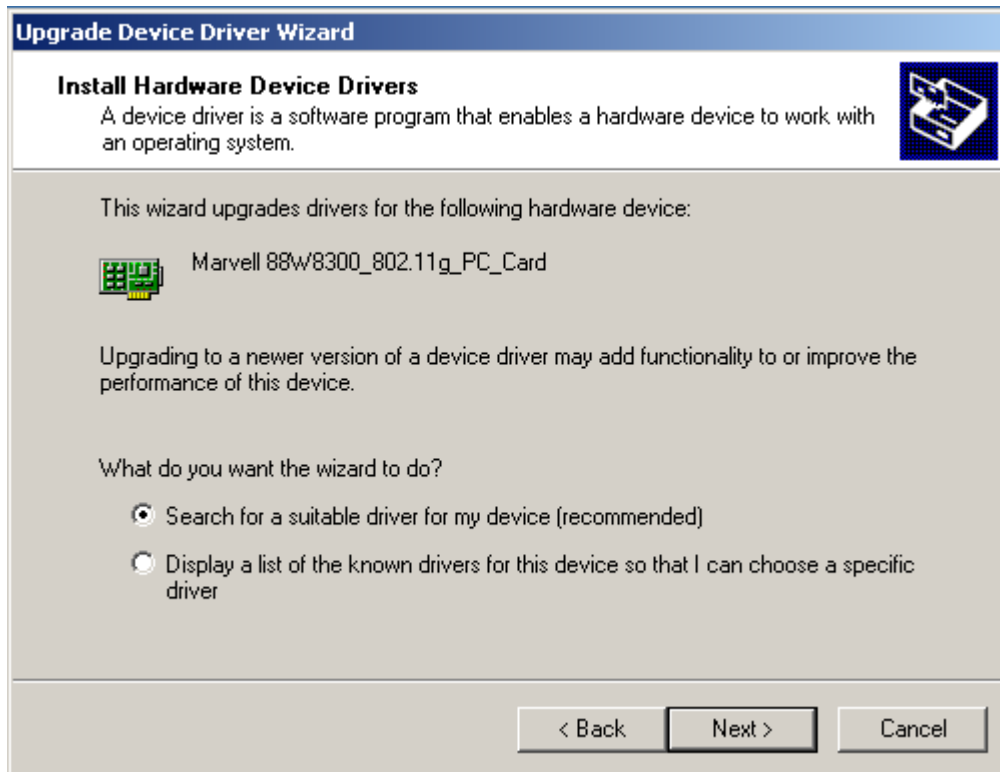 Upgrade Device Driver Wizard
Install Hardware Device Drivers
A device driver is a software program that enables a hardware device to work with
an operating system.
This wizard upgrades drivers for the following hardware device:
Marvell 88W8300_802.11g_PC_Card
Upgrading to a newer version of a device driver may add functionality to or improve the
performance of this device.
What do you want the wizard to do?
Search for a suitable driver for my device (recommended)
Display a list of the known drivers for this device so that I can choose a specific
driver
< Back Next > Cancel